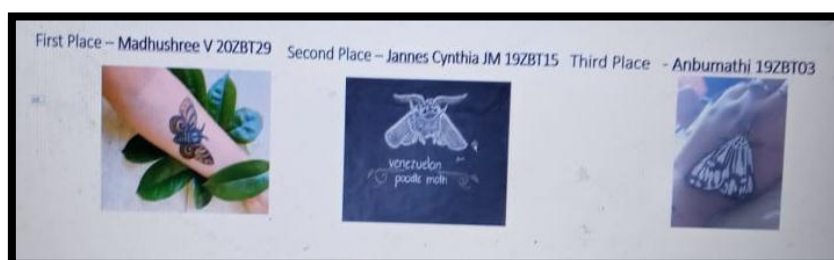 First Place – Madhushree V 20ZBT29
Second Place – Jannes Cynthia JM 19ZBT15
Third Place - Anbumathi 19ZBT03
venezuelan
poodle moth